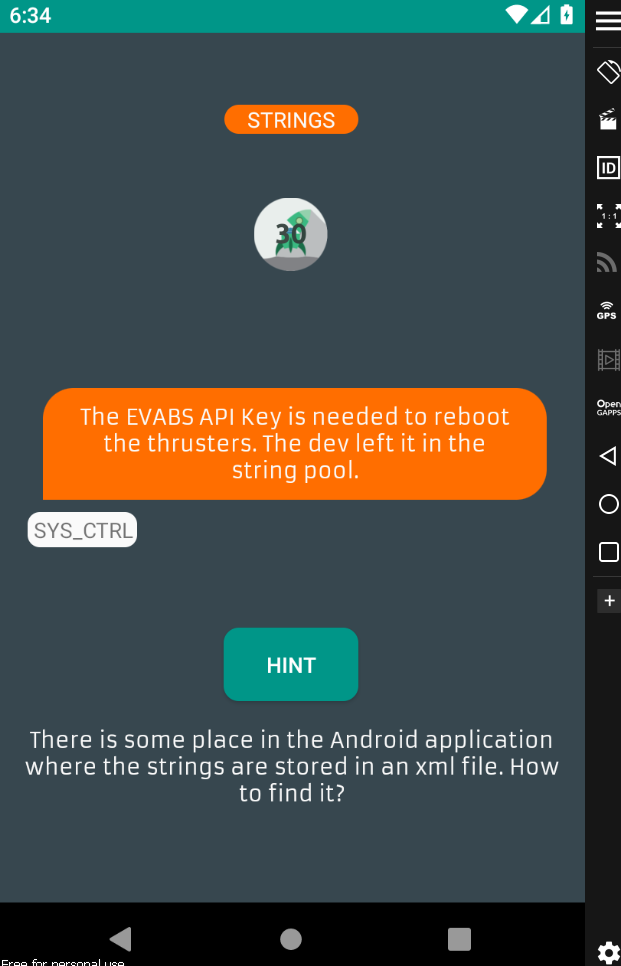 6:34
STRINGS
ID
30
1 : 1
GPS
The EVABS API Key is needed to reboot
the thrusters. The dev left it in the
string pool.
Open
GAPPS
SYS_CTRL
HINT
There is some place in the Android application
where the strings are stored in an xml file. How
to find it?
Free for personal use